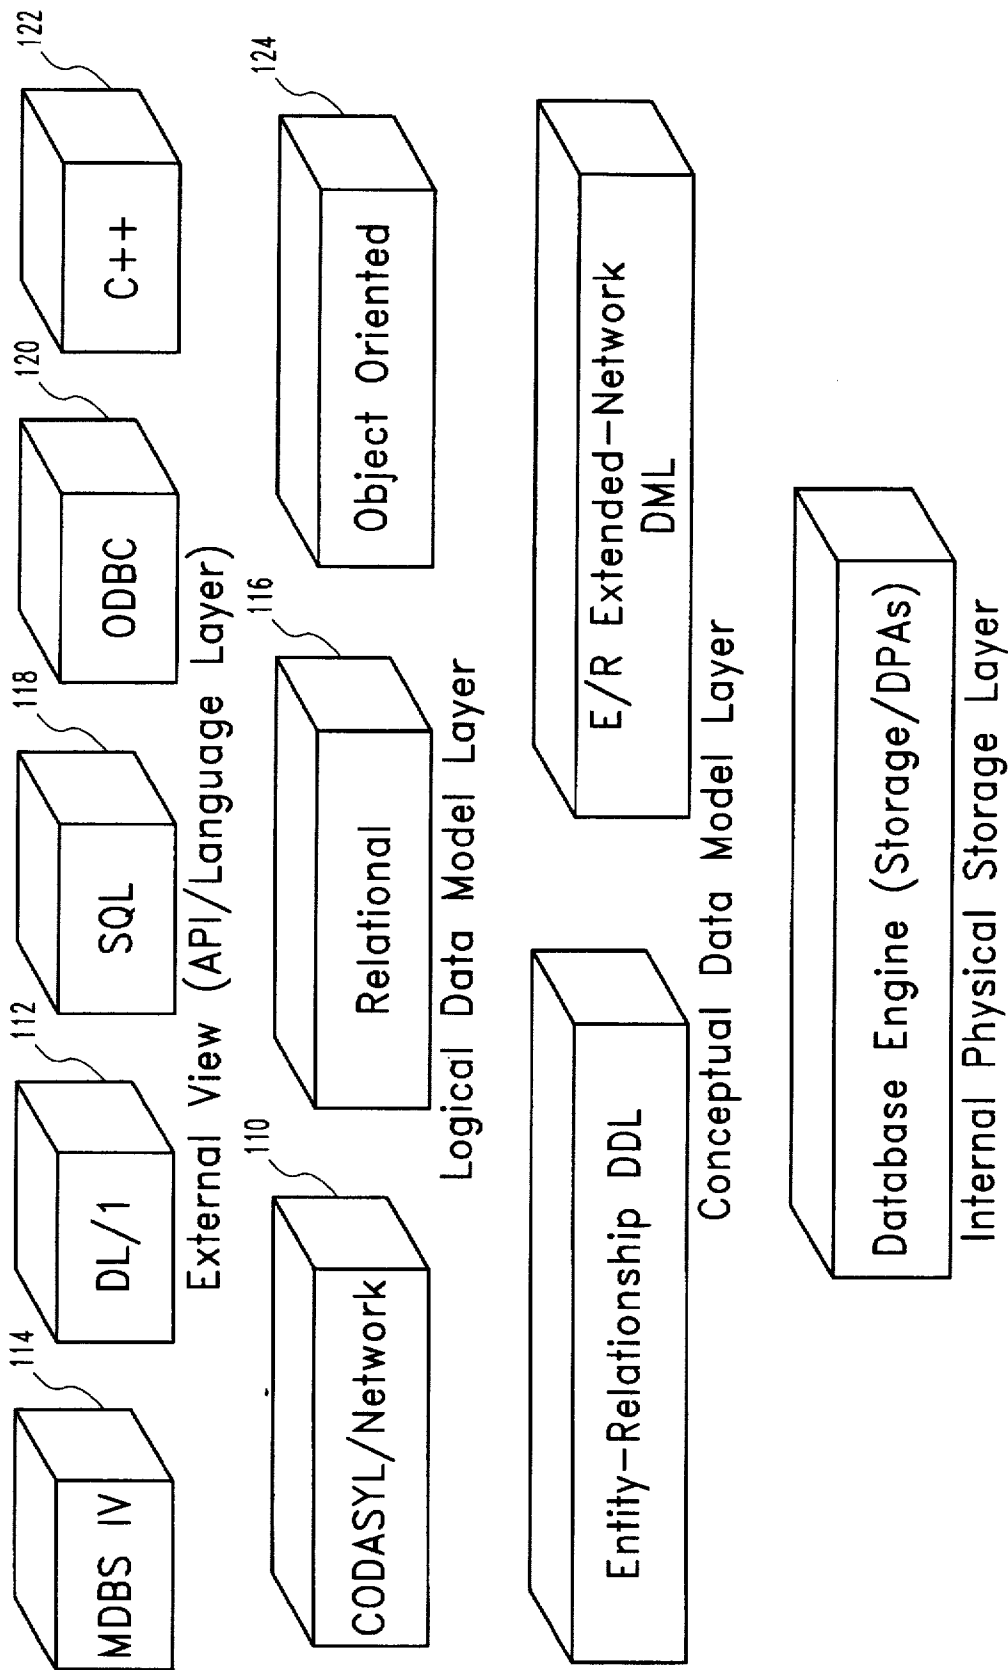 114
112
118
120
122
MDBS IV
DL/1
SQL
ODBC
C++
External View (API/Language Layer)
110
116
124
CODASYL/Network
Relational
Object Oriented
Logical Data Model Layer
Entity-Relationship DDL
E/R Extended-Network
DML
Conceptual Data Model Layer
Database Engine (Storage/DPAs)
Internal Physical Storage Layer